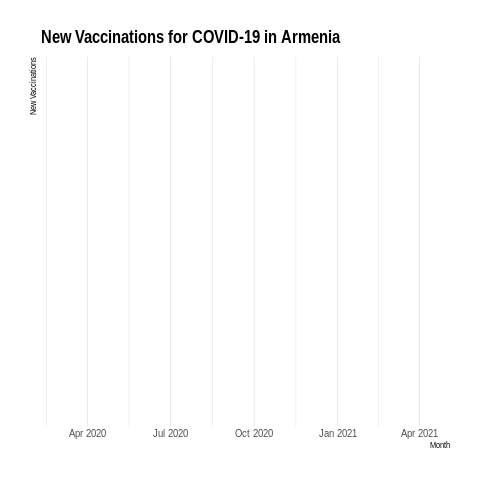 New Vaccinations for COVID-19 in Armenia
New Vaccinations
Apr 2020 Jul 2020 Oct 2020 Jan 2021 Apr 2021
Month